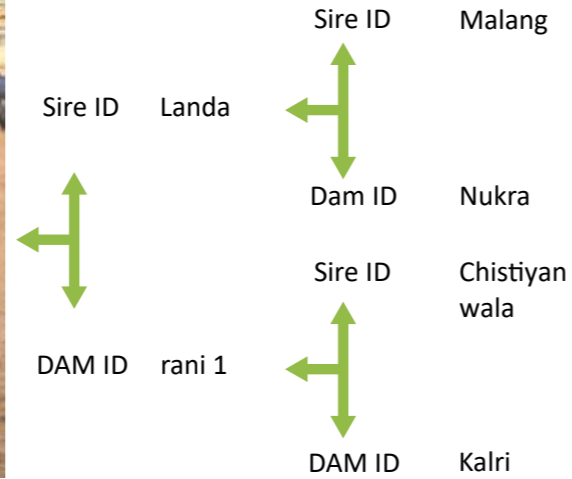 Sire ID Malang
Sire ID Landa
Dam ID Nukra
Sire ID Chistiyan
wala
DAM ID rani 1
DAM ID Kalri